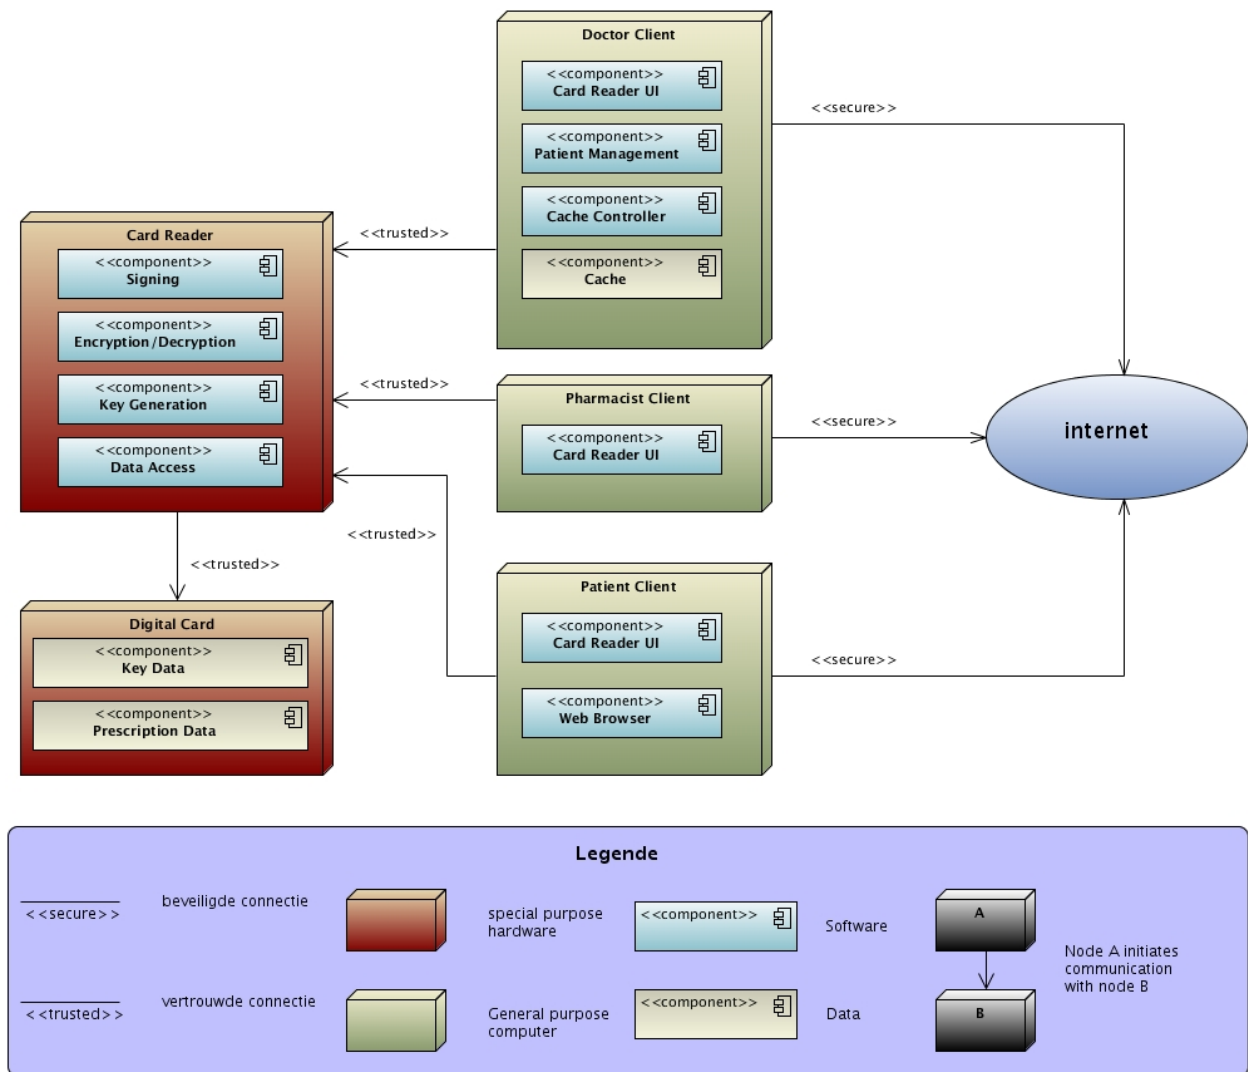 Doctor Client
<<component>>
Card Reader UI
<<component>>
Patient Management
<<component>>
Cache Controller
<<component>>
Cache
<<secure>>
<<trusted>>
Card Reader
<<component>>
Signing
<<component>>
Encryption/Decryption
<<component>>
Key Generation
<<component>>
Data Access
<<trusted>>
Pharmacist Client
<<component>>
Card Reader UI
<<secure>>
internet
<<trusted>>
<<trusted>>
Digital Card
<<component>>
Key Data
<<component>>
Prescription Data
Patient Client
<<component>>
Card Reader UI
<<component>>
Web Browser
<<secure>>
Legende
<<secure>>
beveiligde connectie
special purpose
hardware
<<component>>
Software
A
Node A initiates
communication
with node B
<<trusted>>
vertrouwde connectie
General purpose
computer
<<component>>
Data
B